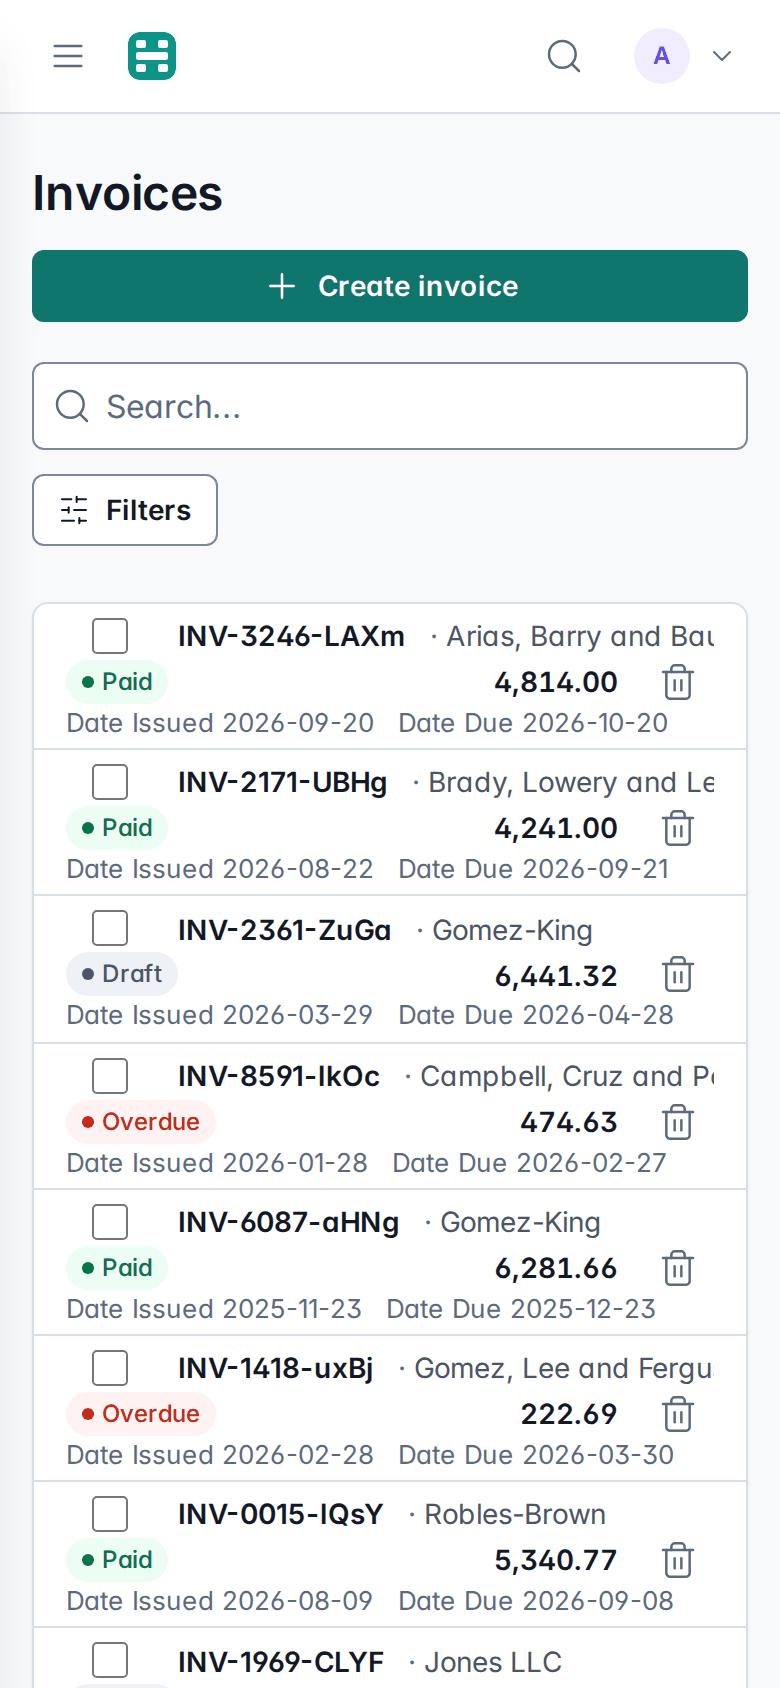 A
Invoices
Create invoice
Search...
Filters
INV-3246-LAXm · Arias, Barry and
Paid 4,814.00
Date Issued 2026-09-20 Date Due 2026-10-20
INV-2171-UBHg · Brady, Lowery and
Paid 4,241.00
Date Issued 2026-08-22 Date Due 2026-09-21
INV-2361-ZuGa · Gomez-King
Draft 6,441.32
Date Issued 2026-03-29 Date Due 2026-04-28
INV-8591-lkOc · Campbell, Cruz and
Overdue 474.63
Date Issued 2026-01-28 Date Due 2026-02-27
INV-6087-aHNg · Gomez-King
Paid 6,281.66
Date Issued 2025-11-23 Date Due 2025-12-23
INV-1418-uxBj · Gomez, Lee and Fergu
Overdue 222.69
Date Issued 2026-02-28 Date Due 2026-03-30
INV-0015-lQsY · Robles-Brown
Paid 5,340.77
Date Issued 2026-08-09 Date Due 2026-09-08
INV-1969-CLYF · Jones LLC